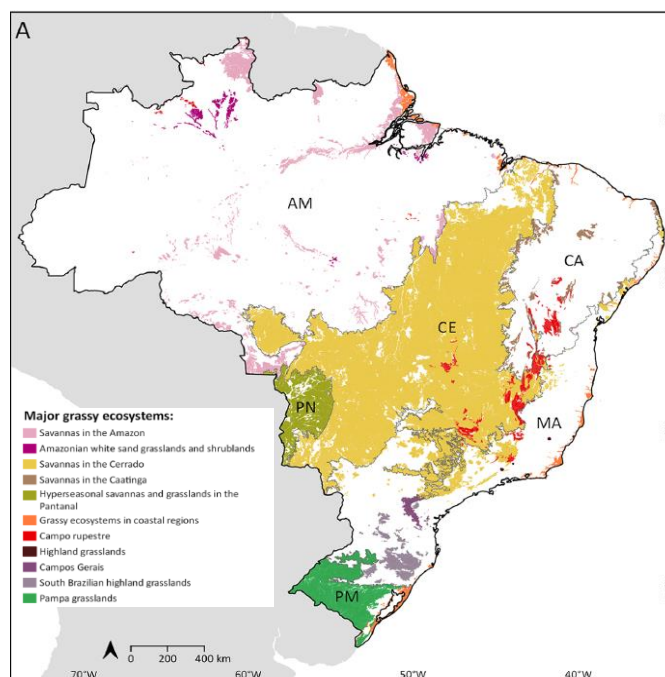 A
AM
CA
CE
PN
MA
PM
Major grassy ecosystems:
Savannas in the Amazon
Amazonian white sand grasslands and shrublands
Savannas in the Cerrado
Savannas in the Caatinga
Hyperseasonal savannas and grasslands in the
Pantanal
Grassy ecosystems in coastal regions
Campo rupestre
Highland grasslands
Campos Gerais
South Brazilian highland grasslands
Pampa grasslands
0 200 400 km
70°W 60°W 50°W 40°W